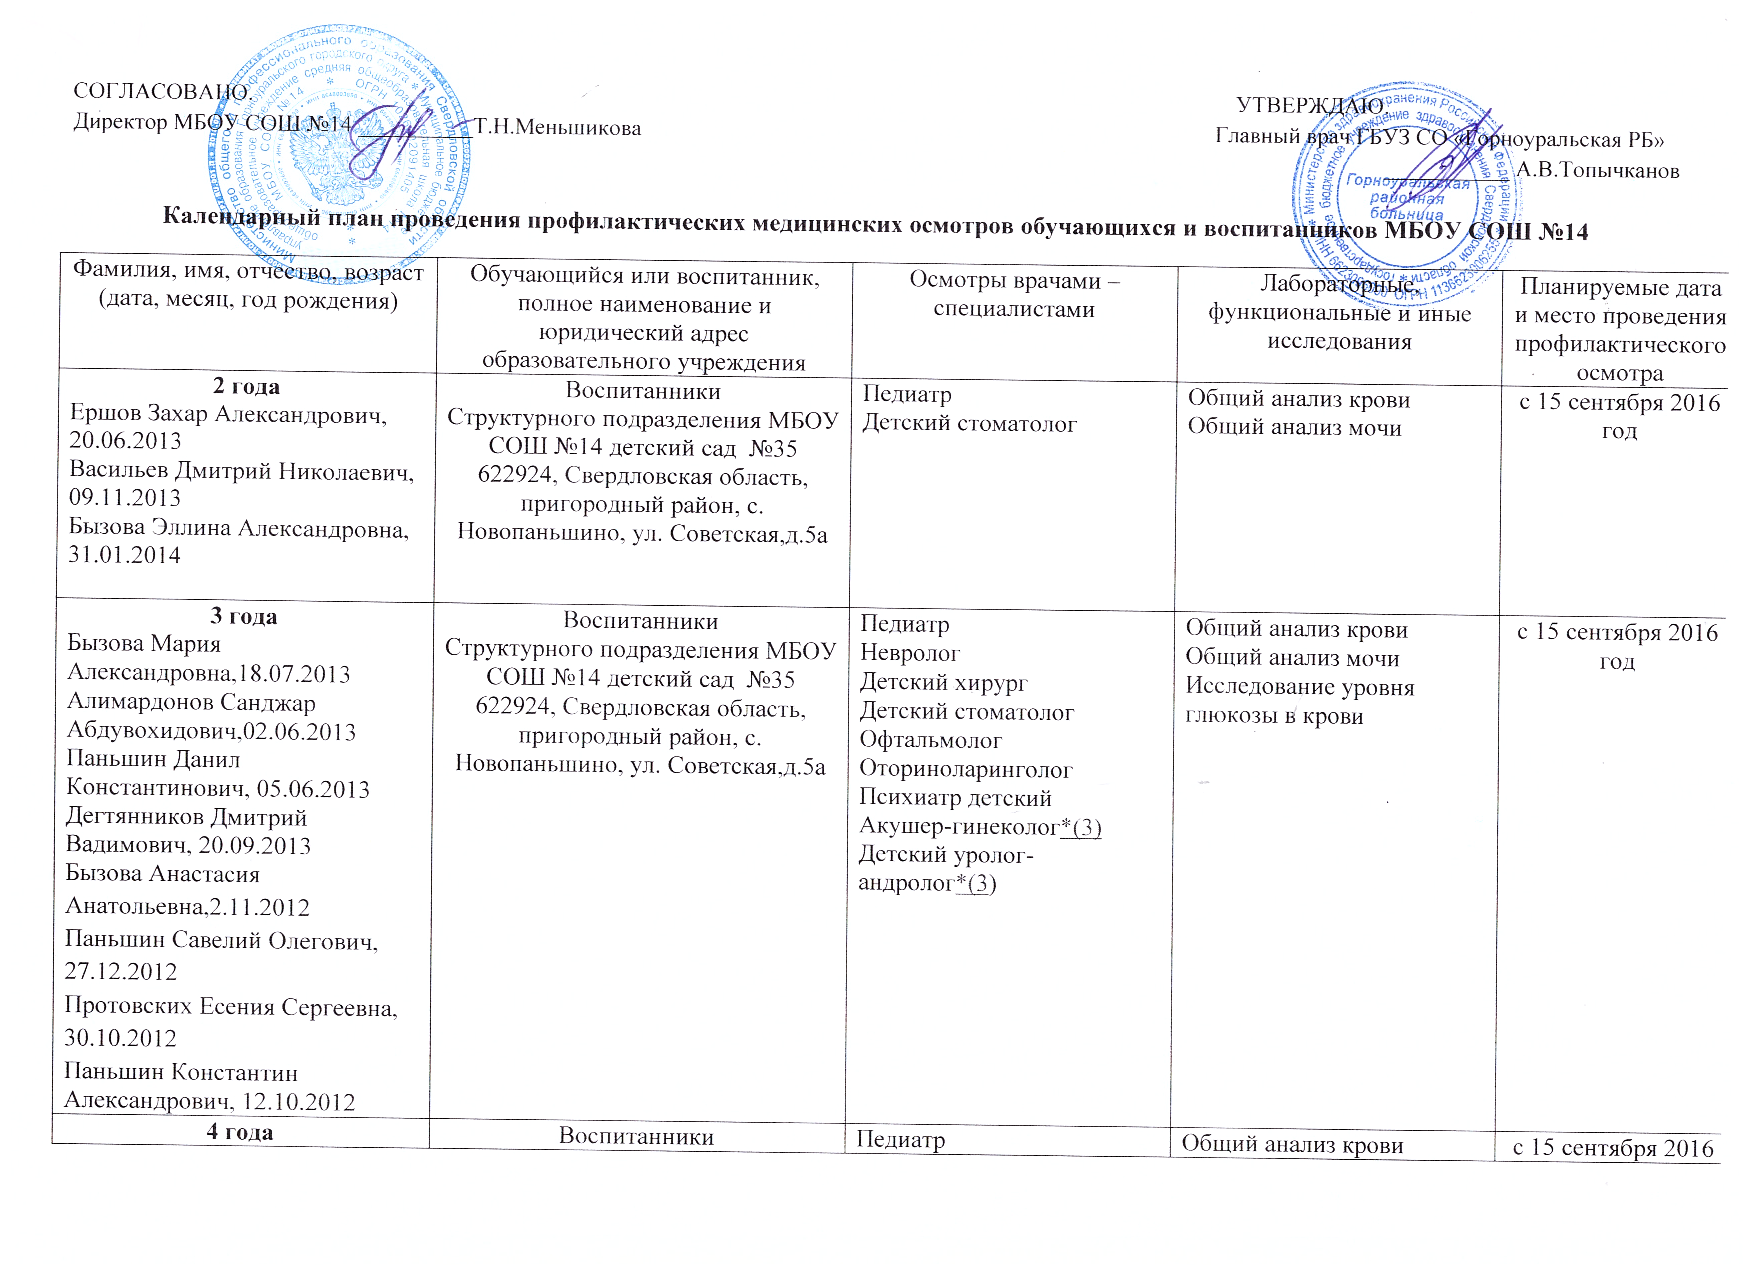 СОГЛАСОВАНО.
Директор МБОУ СОШ №14 _________ Т.Н.Меньшикова
УТВЕРЖДАЮ.
Главный врач ГБУЗ СО «Горноуральская РБ»
А.В.Топычканов
Горноуральская
районная
больница
Календарный план проведения профилактических медицинских осмотров обучающихся и воспитанников МБОУ СОШ №14
Фамилия, имя, отчество, возраст
(дата, месяц, год рождения)
Обучающийся или воспитанник,
полное наименование и
юридический адрес
образовательного учреждения
Осмотры врачами –
специалистами
Лабораторные,
функциональные и иные
исследования
Планируемые дата
и место проведения
профилактического
осмотра
2 года
Ершов Захар Александрович,
20.06.2013
Васильев Дмитрий Николаевич,
09.11.2013
Бызова Эллина Александровна,
31.01.2014
Воспитанники
Структурного подразделения МБОУ
СОШ №14 детский сад №35
622924, Свердловская область,
пригородный район, с.
Новопаньшино, ул. Советская,д.5а
Педиатр
Детский стоматолог
Общий анализ крови
Общий анализ мочи
с 15 сентября 2016
год
3 года
Бызова Мария
Александровна,18.07.2013
Алимардонов Санджар
Абдувохидович,02.06.2013
Паньшин Данил
Константинович, 05.06.2013
Дегтянников Дмитрий
Вадимович, 20.09.2013
Бызова Анастасия
Анатольевна,2.11.2012
Паньшин Савелий Олегович,
27.12.2012
Протовских Есения Сергеевна,
30.10.2012
Паньшин Константин
Александрович, 12.10.2012
Воспитанники
Структурного подразделения МБОУ
СОШ №14 детский сад №35
622924, Свердловская область,
пригородный район, с.
Новопаньшино, ул. Советская,д.5а
Педиатр
Невролог
Детский хирург
Детский стоматолог
Офтальмолог
Оториноларинголог
Психиатр детский
Акушер-гинеколог*(3)
Детский уролог-
андролог*(3)
Общий анализ крови
Общий анализ мочи
Исследование уровня
глюкозы в крови
с 15 сентября 2016
год
4 года
Воспитанники
Педиатр
Общий анализ крови
с 15 сентября 2016